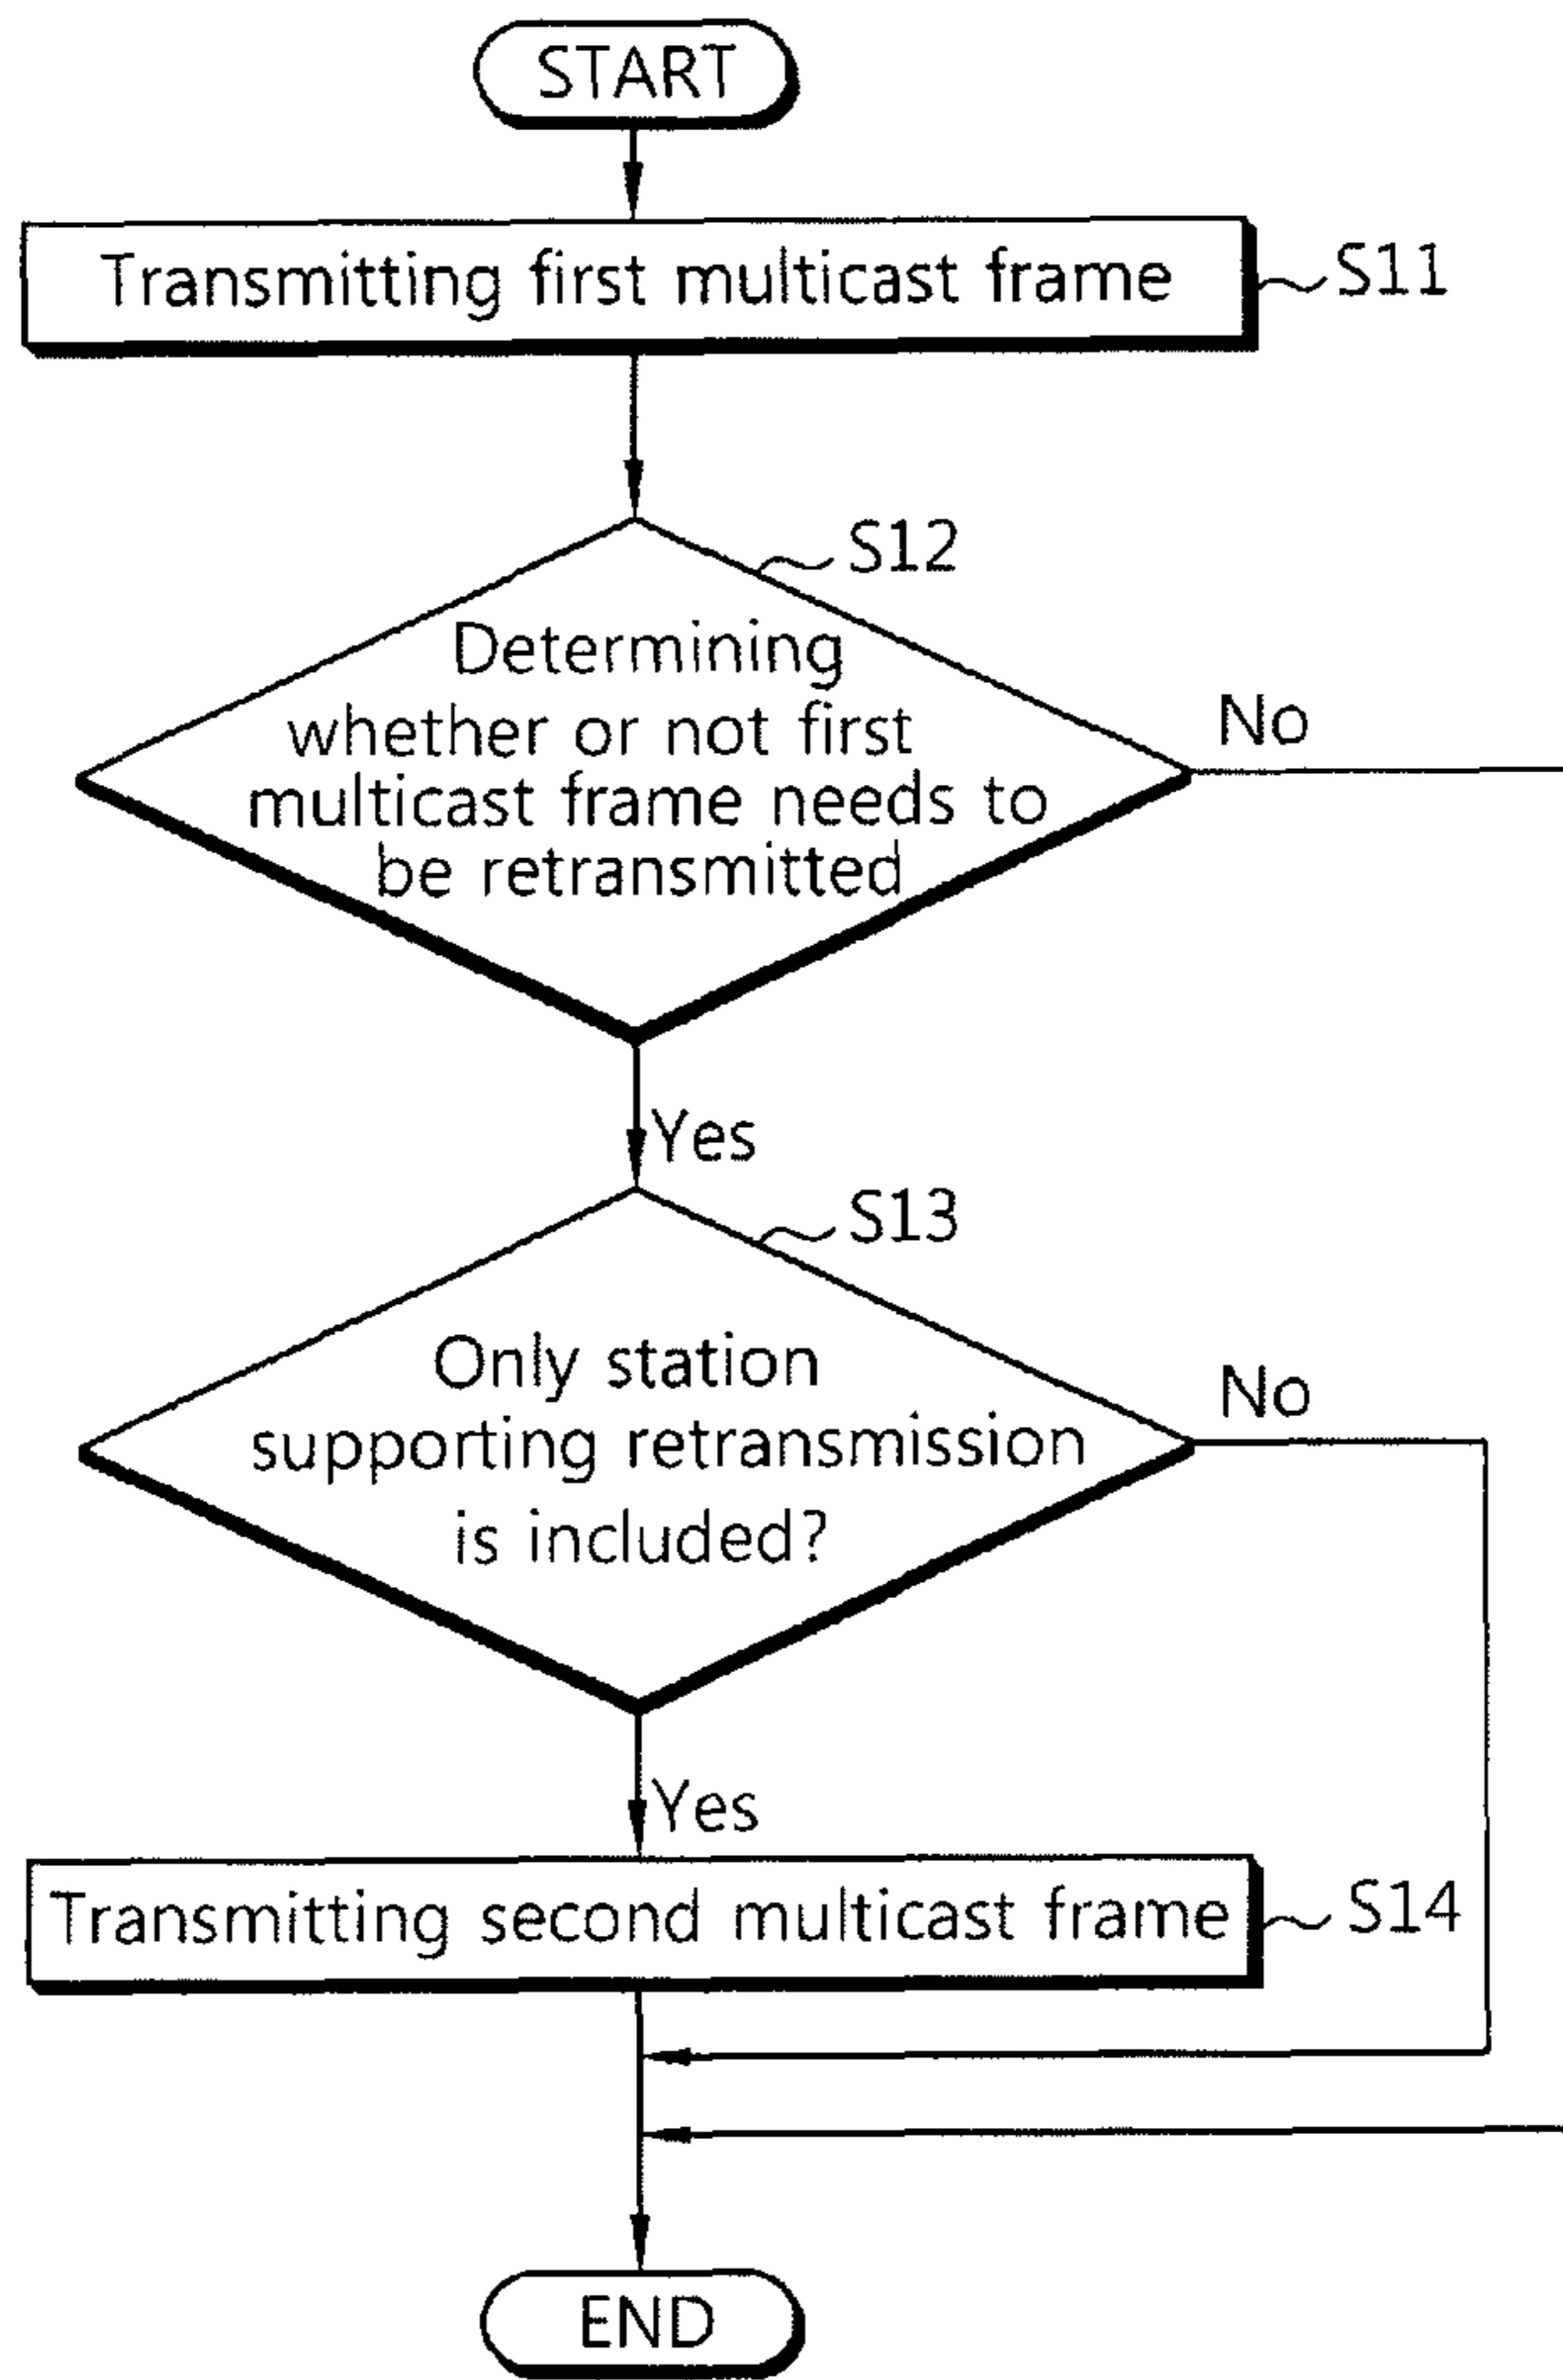 START
Transmitting first multicast frame
S11
S12
Determining
whether or not first
multicast frame needs to
be retransmitted
No
Yes
S13
Only station
supporting retransmission
is included?
No
Yes
Transmitting second multicast frame
S14
END